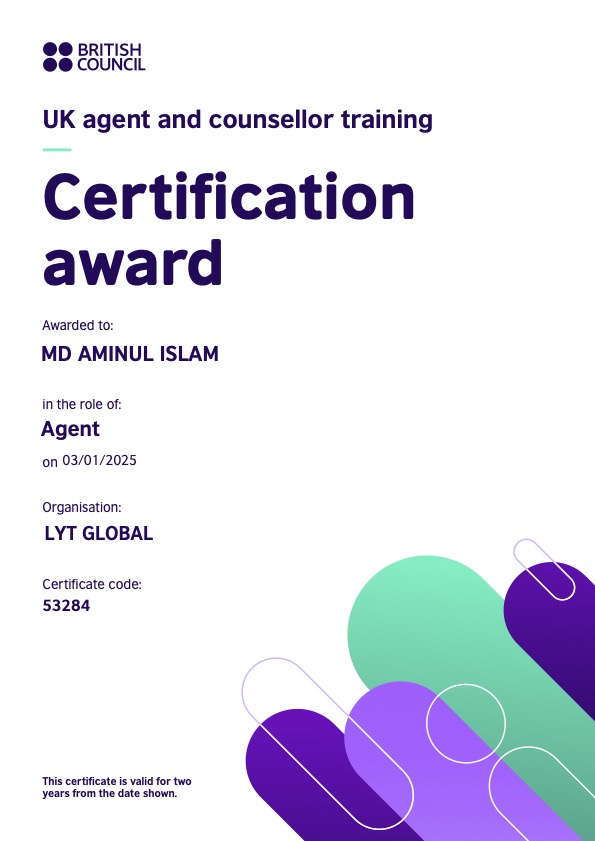 BRITISH
COUNCIL
UK agent and counsellor training
Certification
award
Awarded to:
MD AMINUL ISLAM
in the role of:
Agent
on 03/01/2025
Organisation:
LYT GLOBAL
Certificate code:
53284
This certificate is valid for two
years from the date shown.